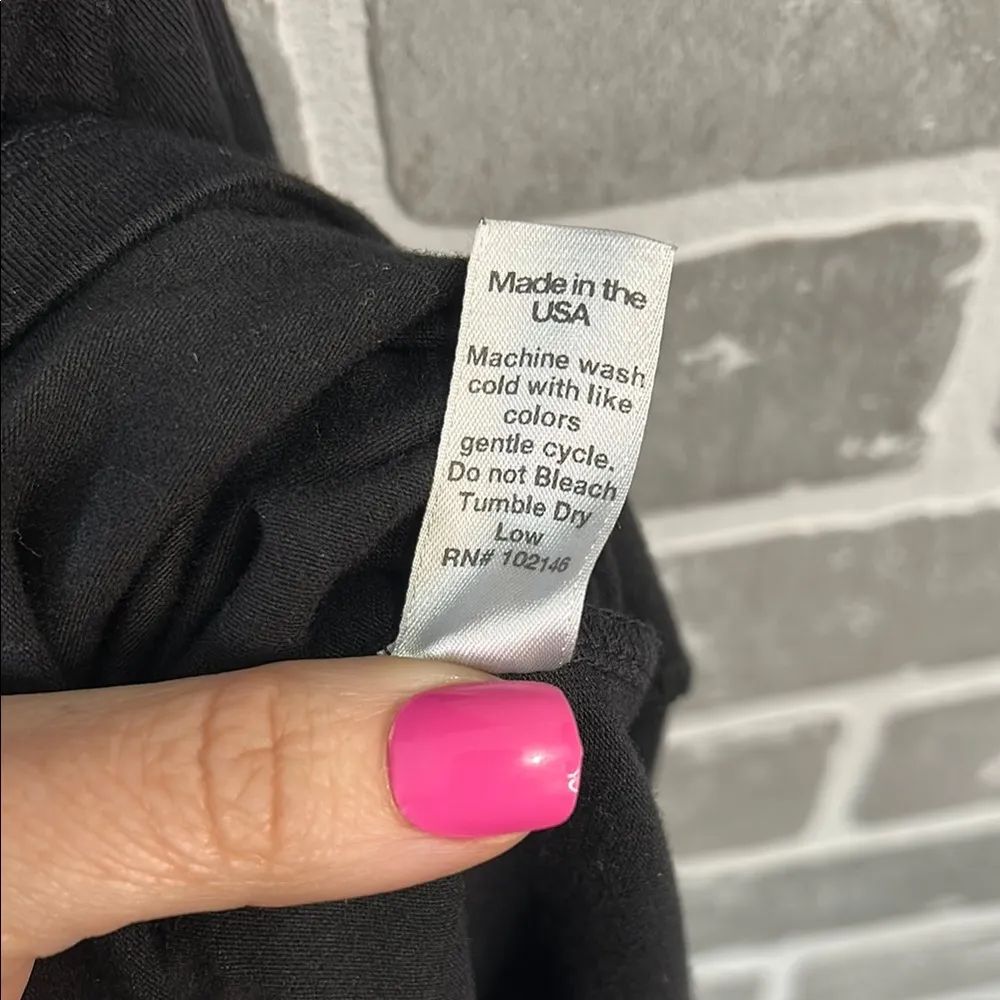 Made in the
USA
Machine wash
cold with like
colors
gentle cycle.
Do not Bleach
Tumble Dry
Low
RN# 102146